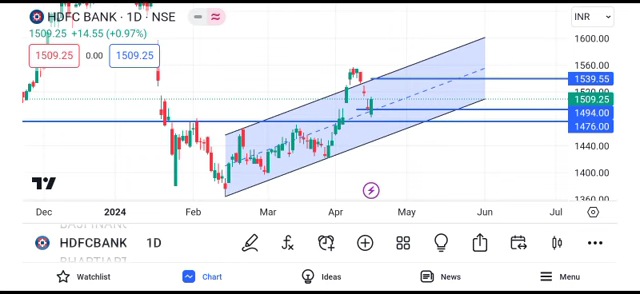 HDFC BANK · 1D · NSE
INR
1509.25 +14.55 (+0.97%)
1509.25 0.00 1509.25
1600.00
1560.00
1539.55
1509.25
1494.00
1476.00
1440.00
1400.00
1360.00
Dec 2024 Feb Mar Apr May Jun Jul
HDFCBANK 1D
Watchlist Chart Ideas News Menu